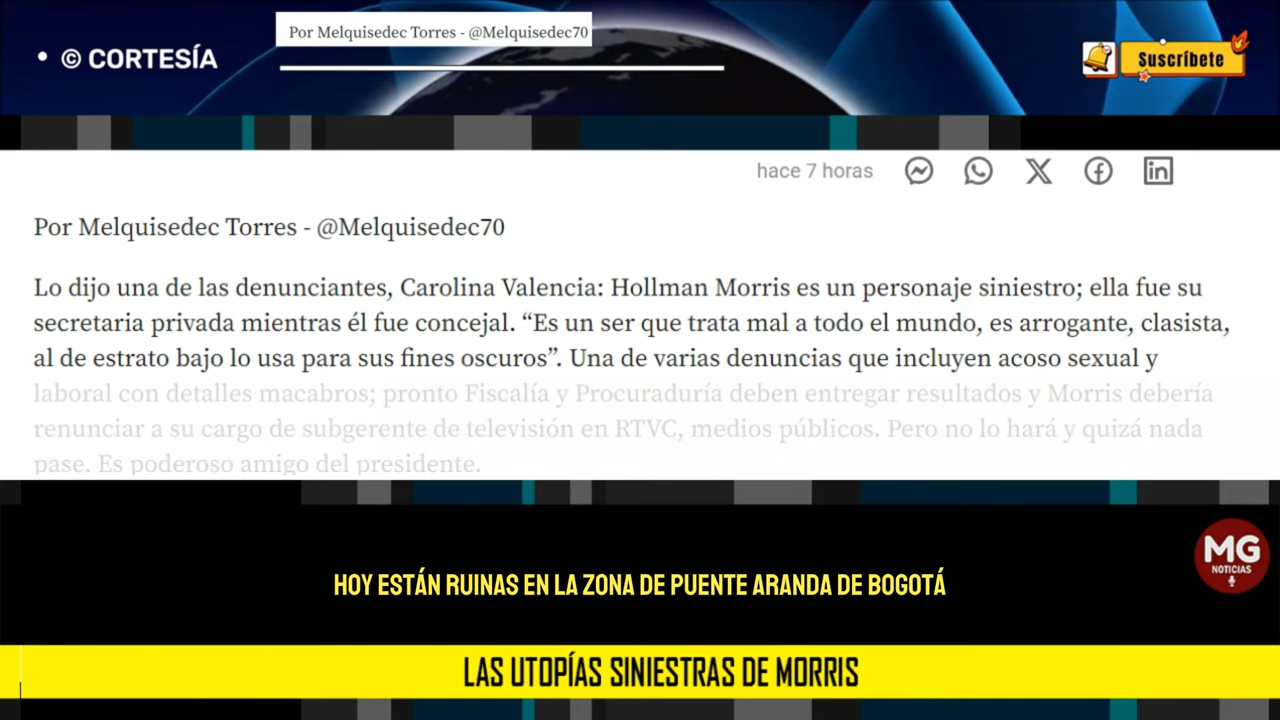 Por Melquisedec Torres - @Melquisedec70
• © CORTESÍA
Suscríbete
hace 7 horas
Por Melquisedec Torres - @Melquisedec70
Lo dijo una de las denunciantes, Carolina Valencia: Hollman Morris es un personaje siniestro; ella fue su
secretaria privada mientras él fue concejal. “Es un ser que trata mal a todo el mundo, es arrogante, clasista,
al de estrato bajo lo usa para sus fines oscuros”. Una de varias denuncias que incluyen acoso sexual y
laboral con detalles macabros; pronto Fiscalía y Procuraduría deben entregar resultados y Morris debería
renunciar a su cargo de subgerente de televisión en RTVC, medios públicos. Pero no lo hará y quizá nada
pase. Es poderoso amigo del presidente.
MG
NOTICIAS
HOY ESTÁN RUINAS EN LA ZONA DE PUENTE ARANDA DE BOGOTÁ
LAS UTOPÍAS SINIESTRAS DE MORRIS